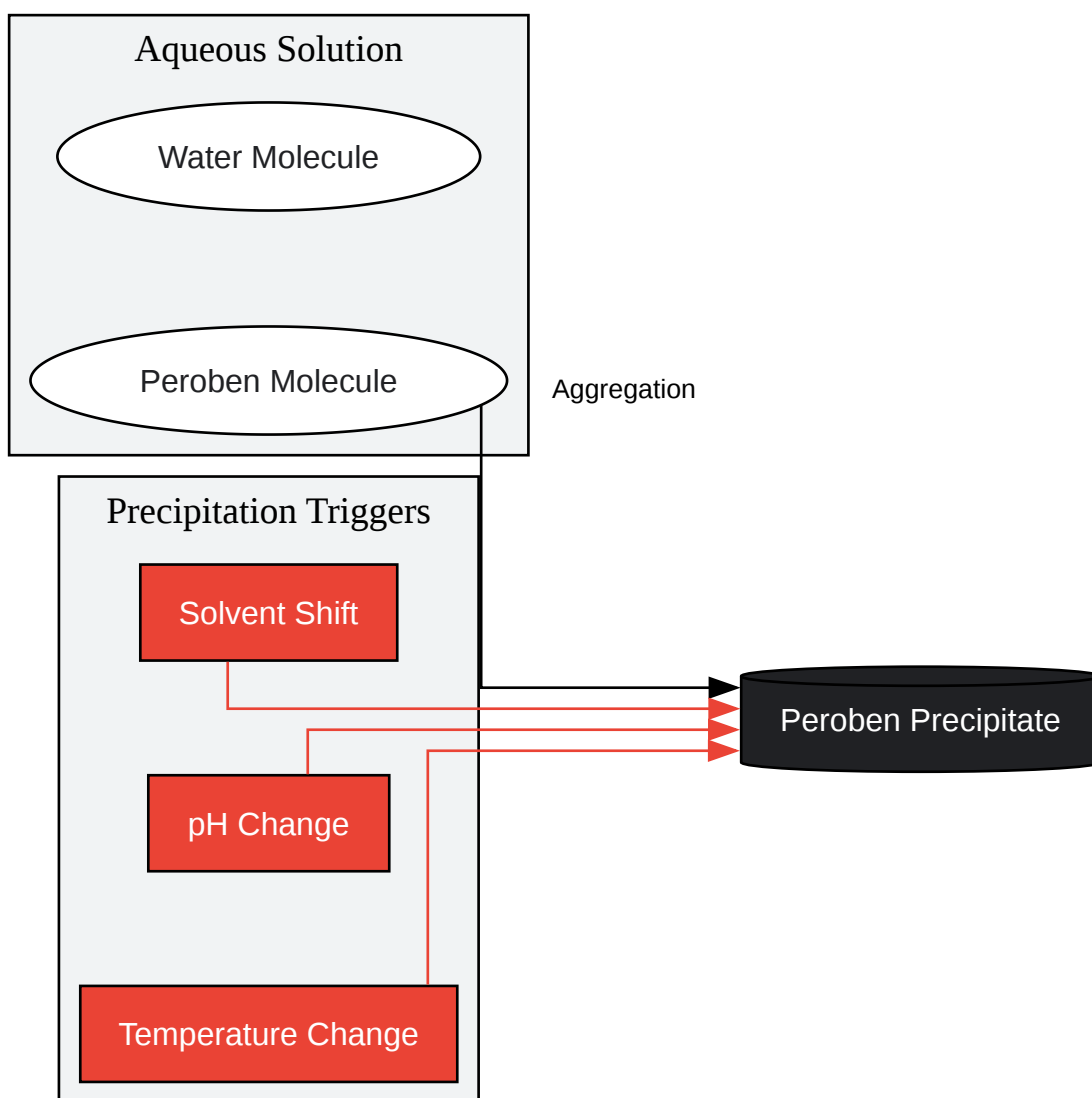 Aqueous Solution
Water Molecule
Peroben Molecule
Aggregation
Precipitation Triggers
Solvent Shift
Peroben Precipitate
pH Change
Temperature Change